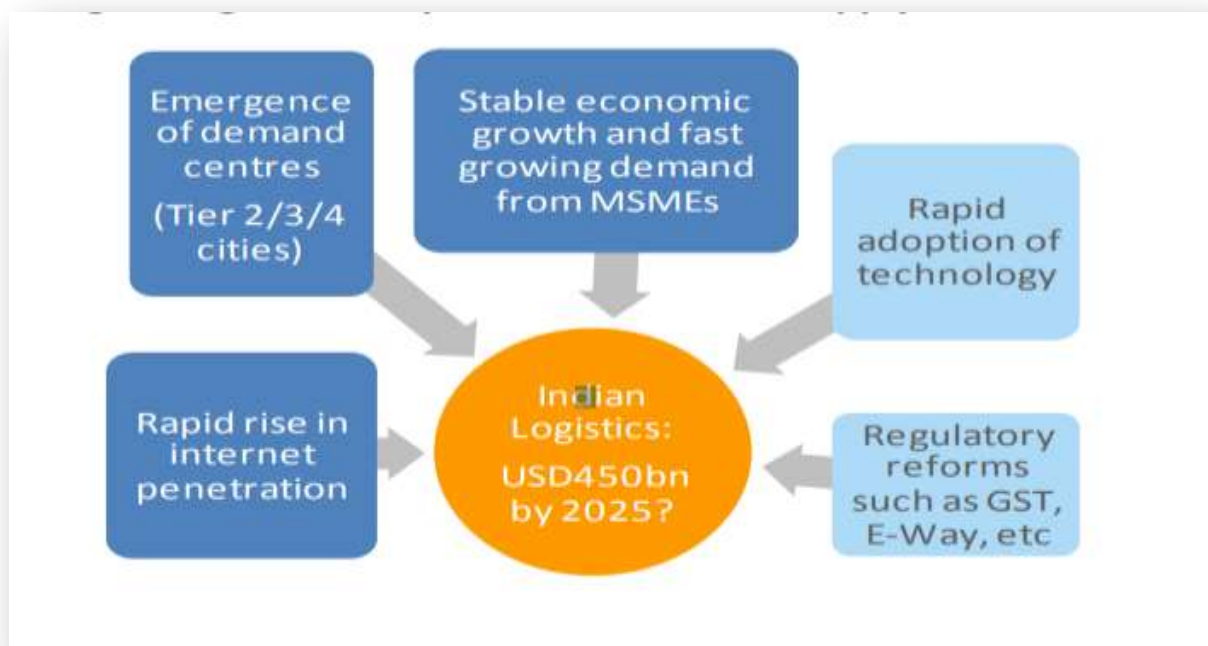 Emergence
of demand
centres
(Tier 2/3/4
cities)
Stable economic
growth and fast
growing demand
from MSMEs
Rapid
adoption of
technology
Rapid rise in
internet
penetration
Indian
Logistics:
USD450bn
by 2025?
Regulatory
reforms
such as GST,
E-Way, etc